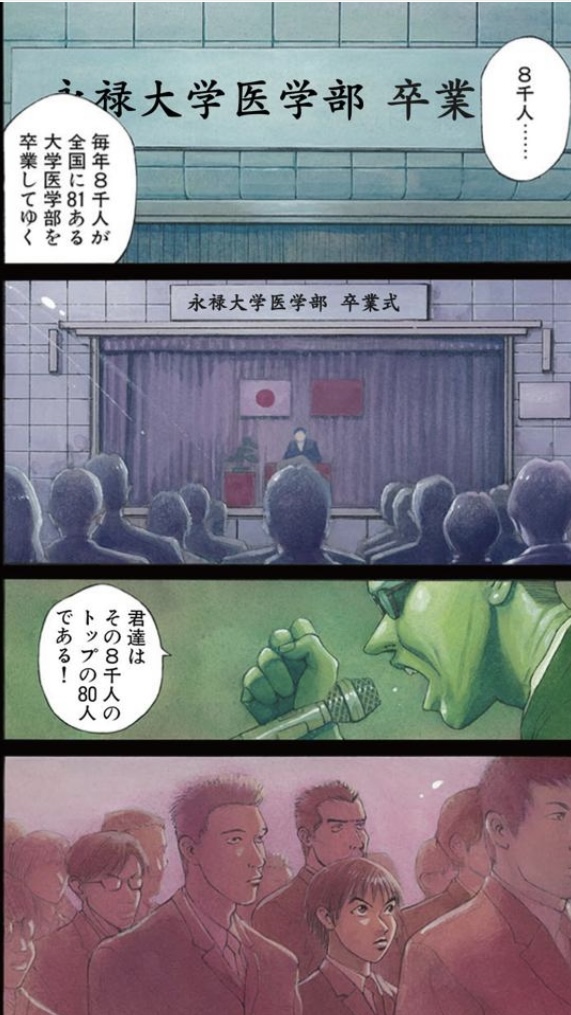 永禄大学医学部 卒業
8千人……
毎年8千人が
全国に81ある
大学医学部を
卒業してゆく
永禄大学医学部 卒業式
君達は
その8千人の
トップの80人
である！